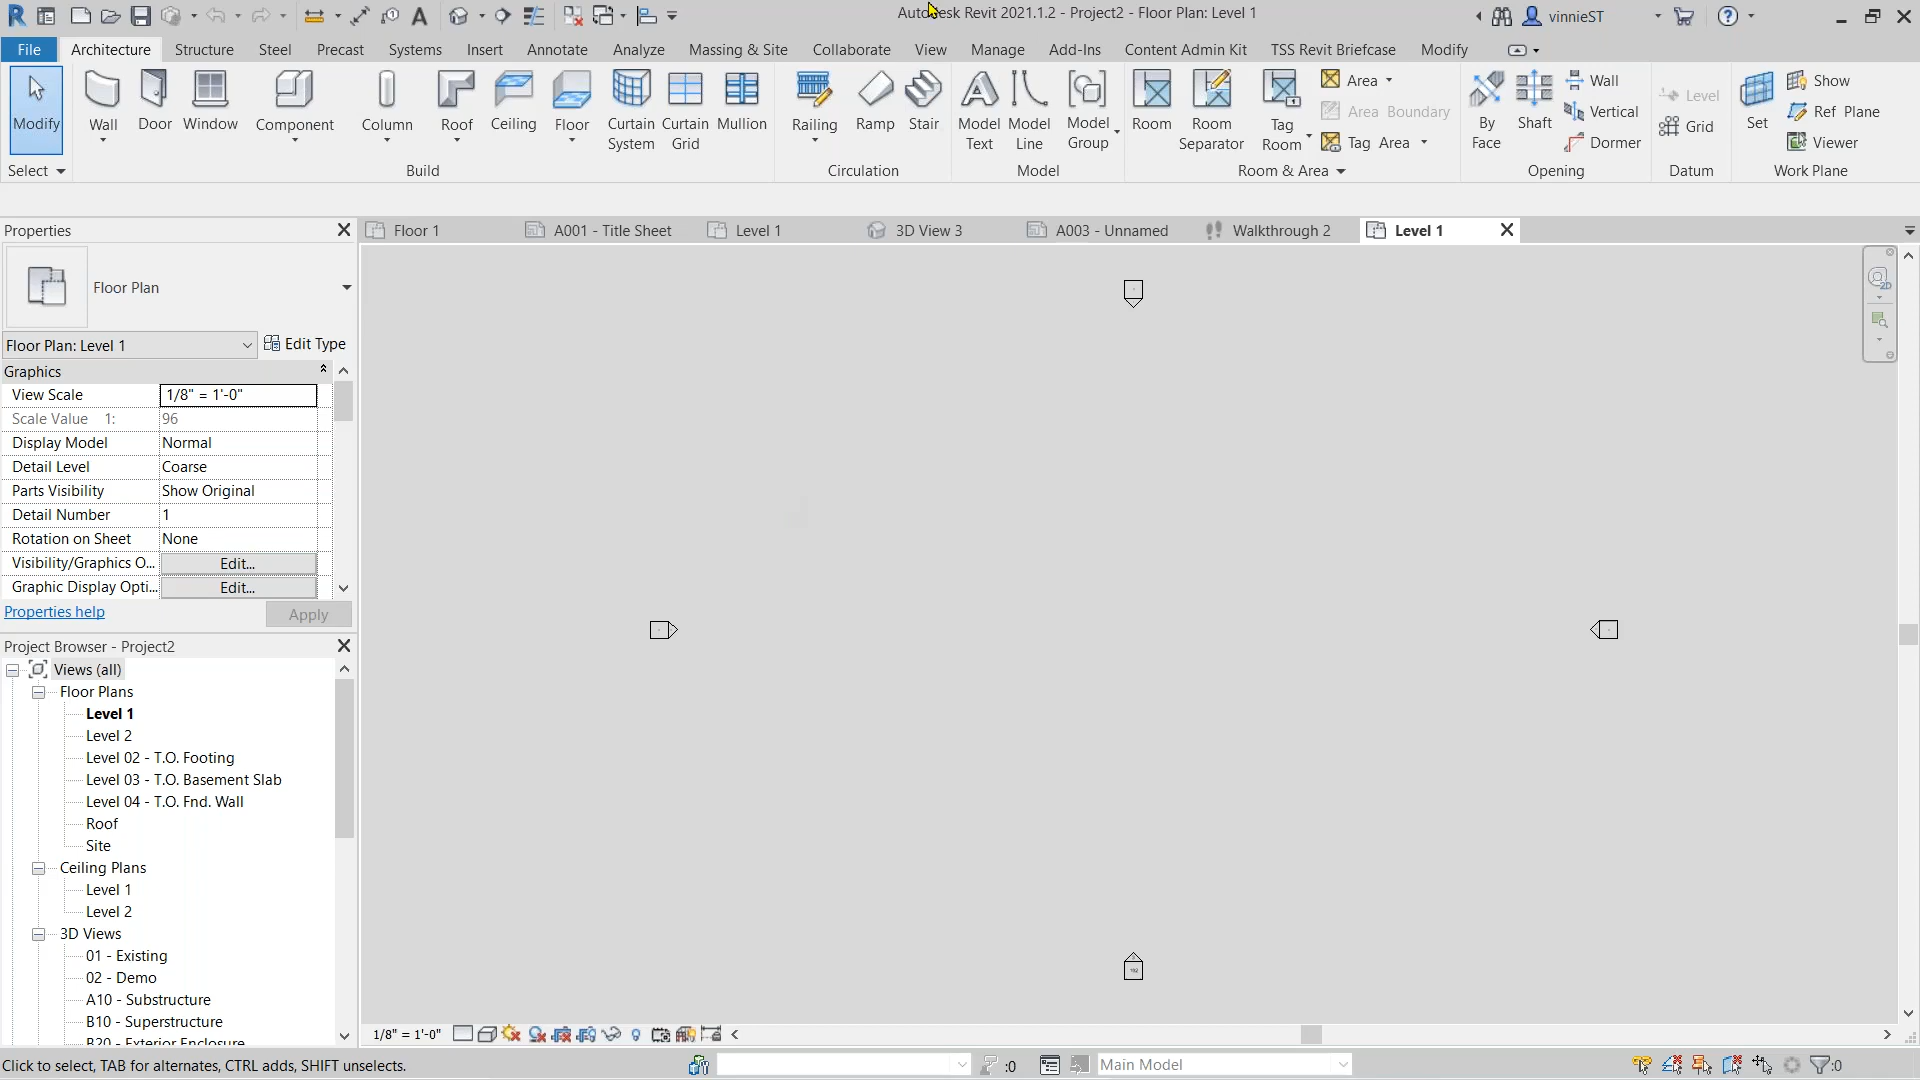 Autodesk Revit 2021.1.2 - Project2 - Floor Plan: Level 1
vinnieST
File Architecture Structure Steel Precast Systems Insert Annotate Analyze Massing & Site Collaborate View Manage Add-Ins Content Admin Kit TSS Revit Briefcase Modify
Modify Wall Door Window Component Column Roof Ceiling Floor Curtain System Curtain Grid Mullion Railing Ramp Stair Model Text Model Line Model Group Room Room Separator Tag Room
Area
Area Boundary
Tag Area
By Face Shaft
Wall
Vertical
Dormer
Level
Grid
Set
Show
Ref Plane
Viewer
Select Build Circulation Model Room & Area Opening Datum Work Plane
Properties
Floor 1 A001 - Title Sheet Level 1 3D View 3 A003 - Unnamed Walkthrough 2 Level 1
Floor Plan
Floor Plan: Level 1 Edit Type
Graphics
View Scale 1/8" = 1'-0"
Scale Value 1: 96
Display Model Normal
Detail Level Coarse
Parts Visibility Show Original
Detail Number 1
Rotation on Sheet None
Visibility/Graphics O... Edit...
Graphic Display Opti... Edit...
Properties help Apply
Project Browser - Project2
Views (all)
Floor Plans
Level 1
Level 2
Level 02 - T.O. Footing
Level 03 - T.O. Basement Slab
Level 04 - T.O. Fnd. Wall
Roof
Site
Ceiling Plans
Level 1
Level 2
3D Views
01 - Existing
02 - Demo
A10 - Substructure
B10 - Superstructure
B20 - Exterior Enclosure
2D
1/8" = 1'-0"
Click to select, TAB for alternates, CTRL adds, SHIFT unselects.
:0
Main Model
:0